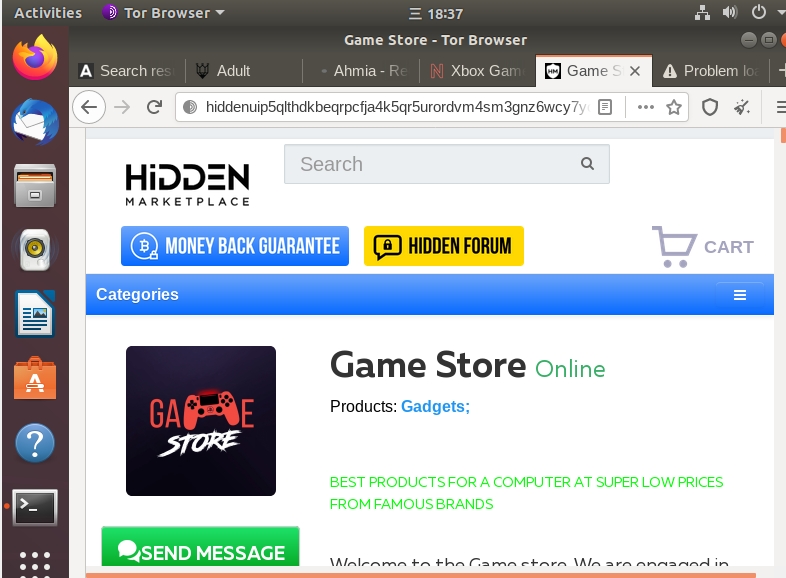 Activities Tor Browser 18:37
Game Store - Tor Browser
Search res Adult Ahmia - Re Xbox Gam Game S Problem lo
hiddenuip5qlthdkbeqrpcfja4k5qr5urordvm4sm3gnz6wcy7y
HiDDEN
MARKETPLACE
Search
MONEY BACK GUARANTEE HIDDEN FORUM CART
Categories
GAME
STORE
Game Store Online
Products: Gadgets;
BEST PRODUCTS FOR A COMPUTER AT SUPER LOW PRICES
FROM FAMOUS BRANDS
SEND MESSAGE
Welcome to the Game store. We are engaged in